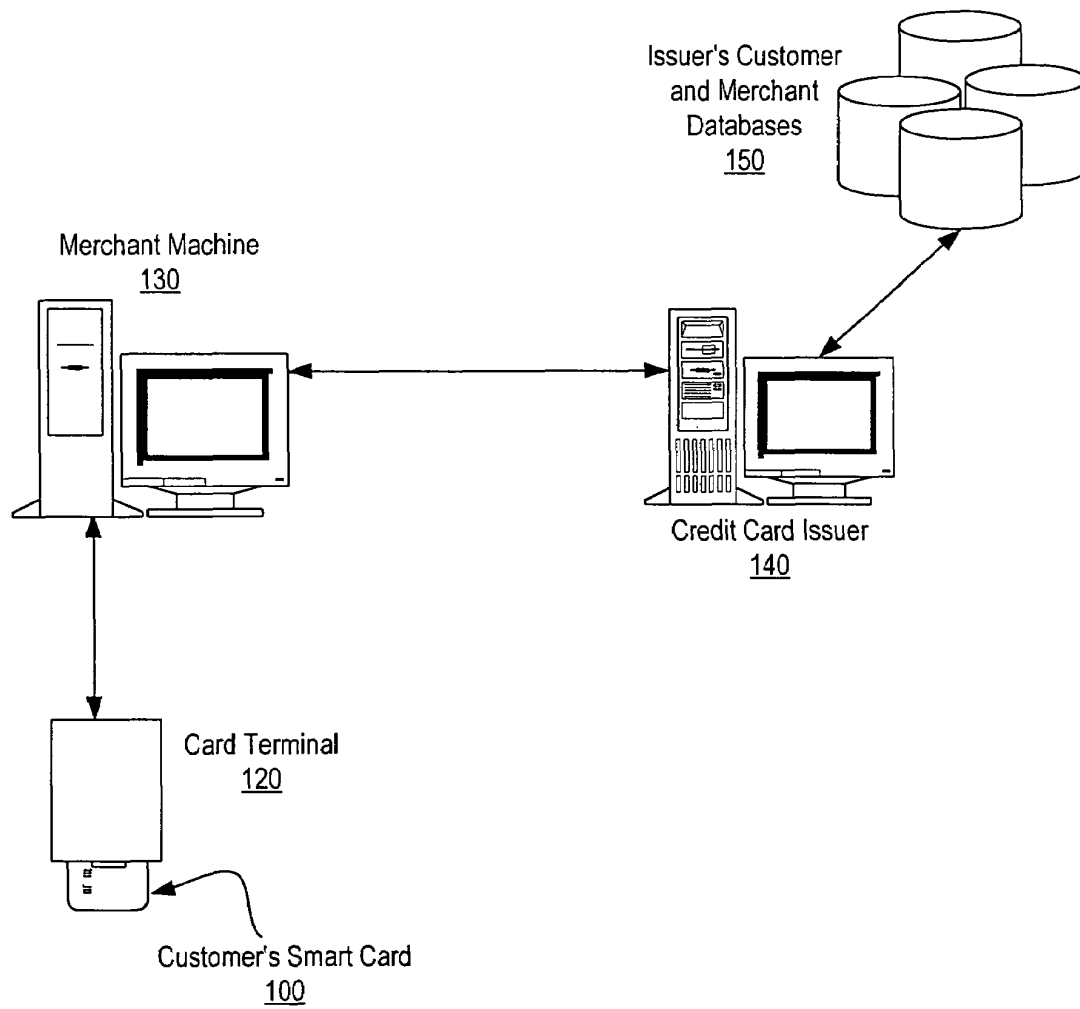 Issuer's Customer
and Merchant
Databases
150
Merchant Machine
130
Credit Card Issuer
140
Card Terminal
120
Customer's Smart Card
100